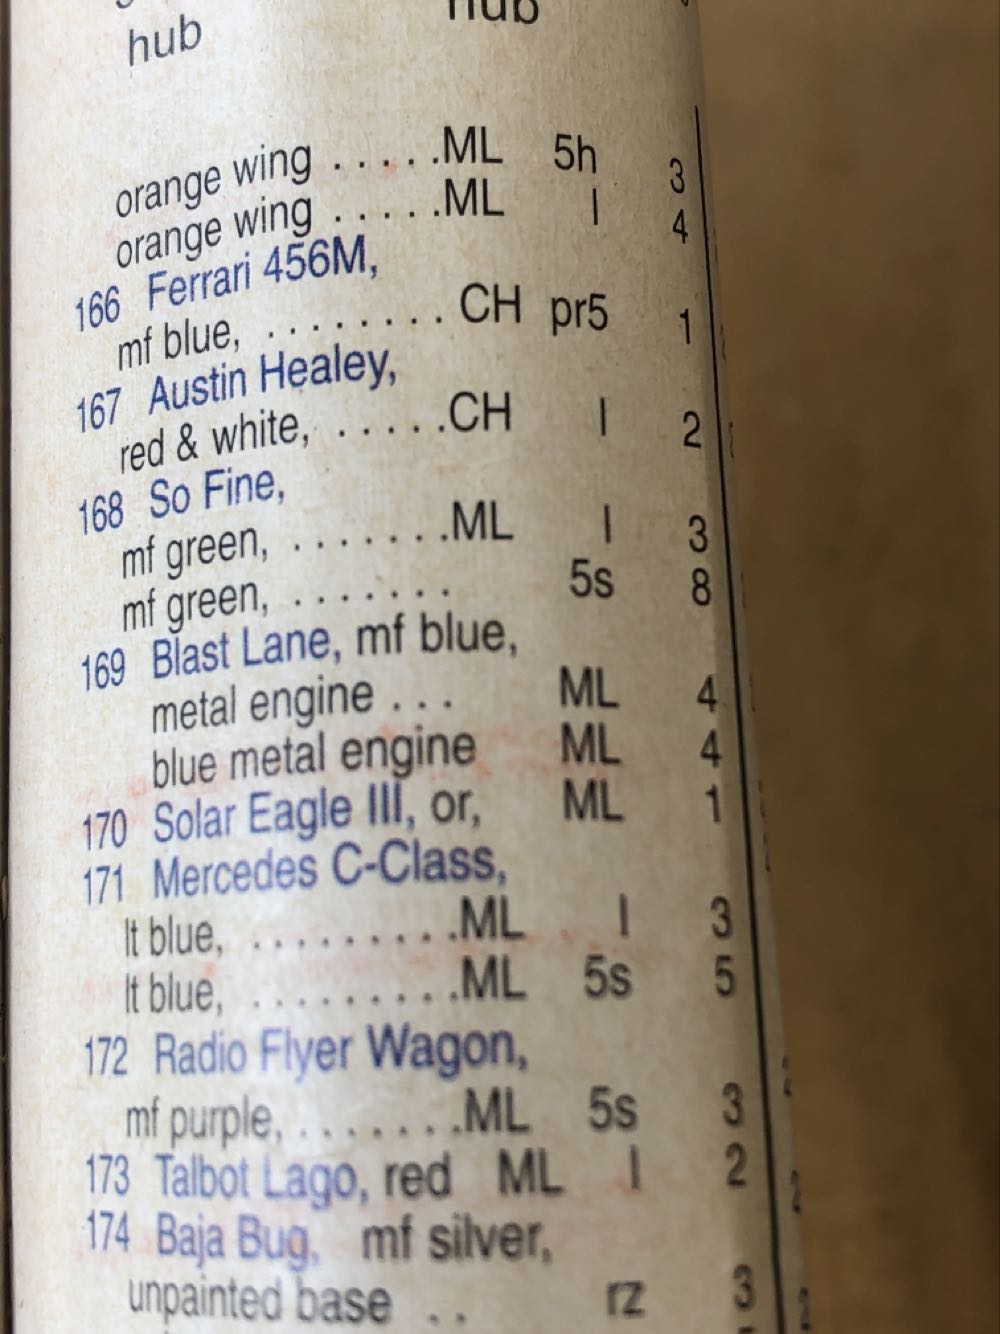 hub
hub
orange wing . . . . .ML 5h 3
orange wing . . . . .ML l 4
166 Ferrari 456M,
mf blue, . . . . . . . . CH pr5 1
167 Austin Healey,
red & white, . . . . .CH l 2
168 So Fine,
mf green, . . . . . . .ML l 3
mf green, . . . . . . . 5s 8
169 Blast Lane, mf blue,
metal engine . . . ML 4
blue metal engine ML 4
170 Solar Eagle III, or, ML 1
171 Mercedes C-Class,
lt blue, . . . . . . . . .ML l 3
lt blue, . . . . . . . . .ML 5s 5
172 Radio Flyer Wagon,
mf purple, . . . . . . .ML 5s 3
173 Talbot Lago, red ML l 2
174 Baja Bug, mf silver,
unpainted base . . rz 3